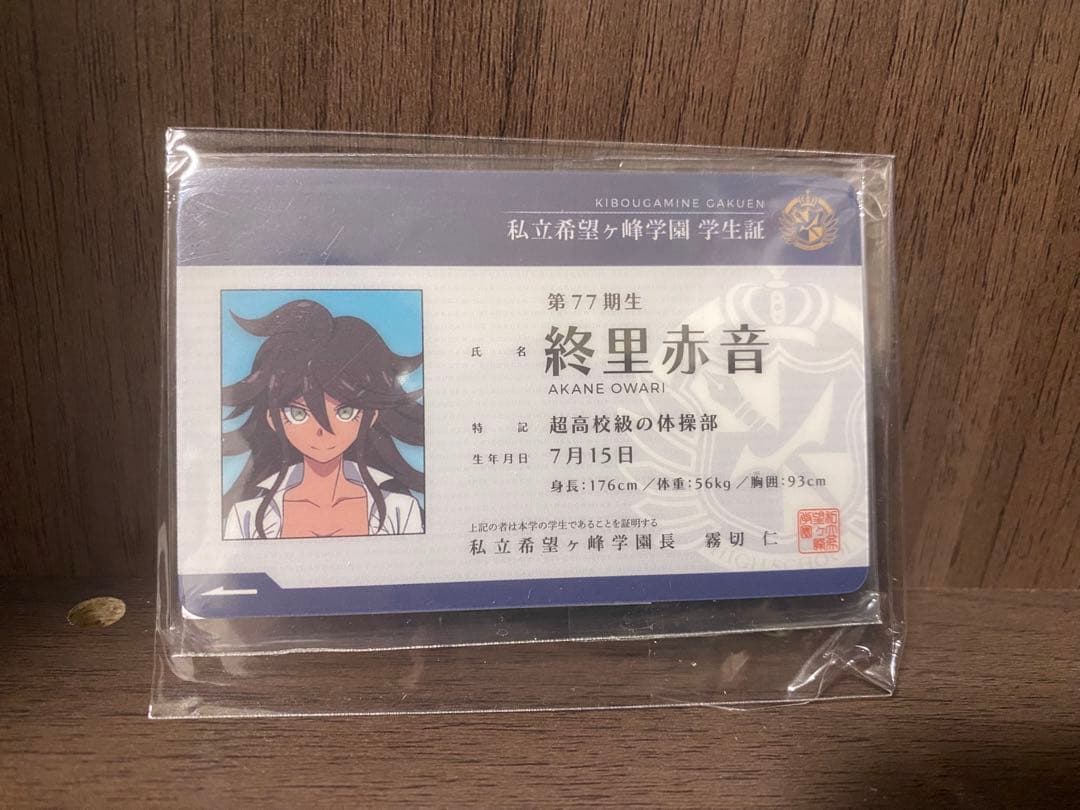 KIBOUGAMINE GAKUEN
私立希望ヶ峰学園 学生証
第77期生
氏 名 終里赤音
AKANE OWARI
特 記 超高校級の体操部
生年月日 7月15日
身長:176cm／体重:56kg／胸囲:93cm
上記の者は本学の学生であることを証明する
私立希望ヶ峰学園長 霧切 仁